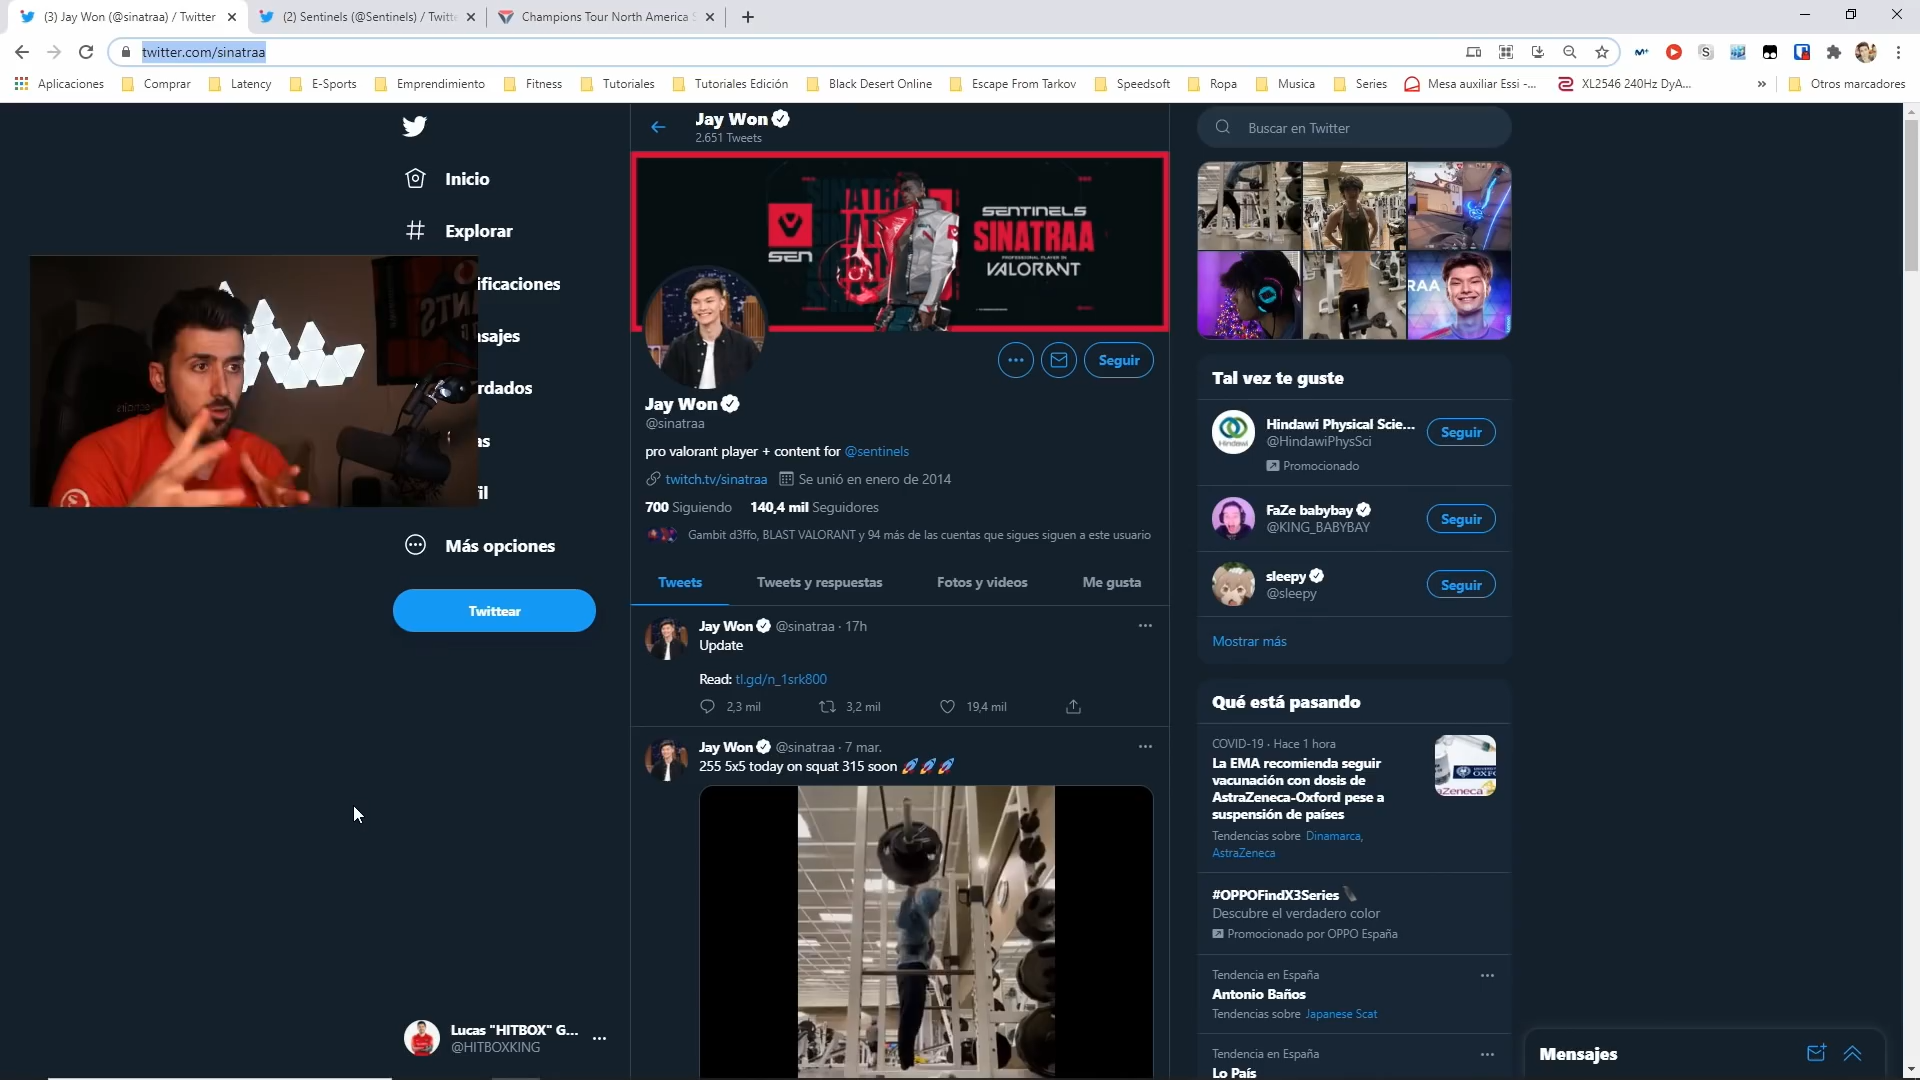 (3) Jay Won (@sinatraa) / Twitter
(2) Sentinels (@Sentinels) / Twitte
Champions Tour North America S
twitter.com/sinatraa
Aplicaciones
Comprar
Latency
E-Sports
Emprendimiento
Fitness
Tutoriales
Tutoriales Edición
Black Desert Online
Escape From Tarkov
Speedsoft
Ropa
Musica
Series
Mesa auxiliar Essi -...
XL2546 240Hz DyA...
Otros marcadores
Inicio
Explorar
ificaciones
sajes
rdados
as
il
Más opciones
Twittear
Lucas "HITBOX" G...
@HITBOXKING
Jay Won
2.651 Tweets
SEN
SENTINELS
SINATRAA
PROFESSIONAL PLAYER IN
VALORANT
Seguir
Jay Won
@sinatraa
pro valorant player + content for @sentinels
twitch.tv/sinatraa Se unió en enero de 2014
700 Siguiendo 140,4 mil Seguidores
Gambit d3ffo, BLAST VALORANT y 94 más de las cuentas que sigues siguen a este usuario
Tweets Tweets y respuestas Fotos y videos Me gusta
Jay Won @sinatraa · 17h
Update
Read: tl.gd/n_1srk800
2,3 mil 3,2 mil 19,4 mil
Jay Won @sinatraa · 7 mar.
255 5x5 today on squat 315 soon 🚀🚀🚀
Buscar en Twitter
RAA
Tal vez te guste
Hindawi
Hindawi Physical Scie...
@HindawiPhysSci
Promocionado
Seguir
FaZe babybay
@KING_BABYBAY
Seguir
sleepy
@sleepy
Seguir
Mostrar más
Qué está pasando
COVID-19 · Hace 1 hora
La EMA recomienda seguir
vacunación con dosis de
AstraZeneca-Oxford pese a
suspensión de países
Tendencias sobre Dinamarca,
AstraZeneca
#OPPOFindX3Series
Descubre el verdadero color
Promocionado por OPPO España
Tendencia en España
Antonio Baños
Tendencias sobre Japanese Scat
Tendencia en España
Lo País
Mensajes